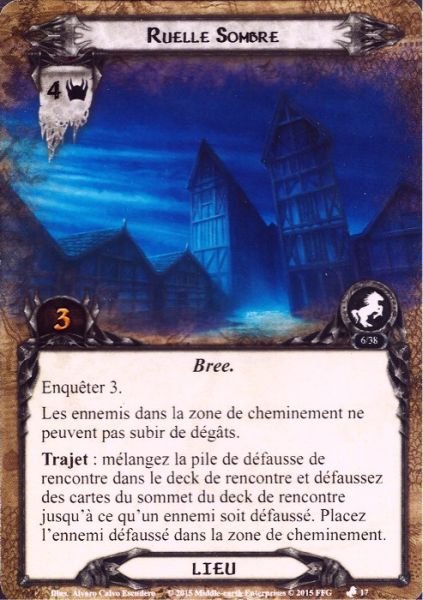 Ruelle Sombre
4
3
6/38
Bree.
Enquêter 3.
Les ennemis dans la zone de cheminement ne
peuvent pas subir de dégâts.
Trajet : mélangez la pile de défausse de
rencontre dans le deck de rencontre et défaussez
des cartes du sommet du deck de rencontre
jusqu'à ce qu'un ennemi soit défaussé. Placez
l'ennemi défaussé dans la zone de cheminement.
LIEU
Illus. Alvaro Calvo Escudero © 2015 Middle-earth Enterprises © 2015 FFG 17